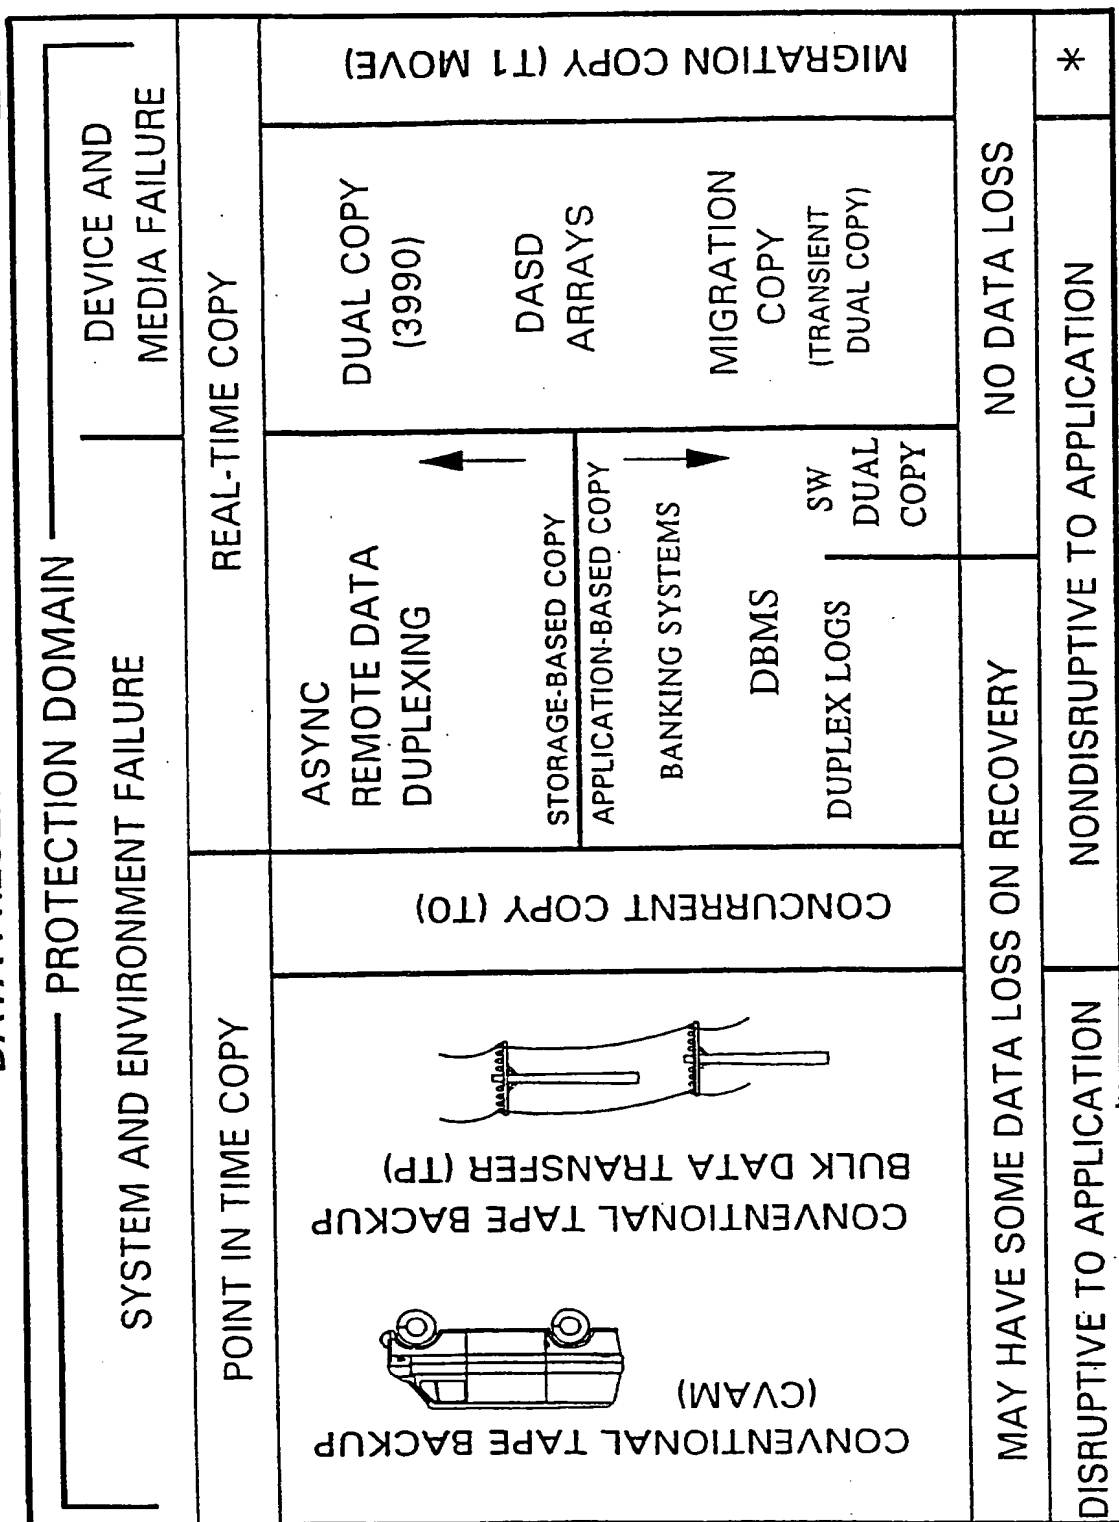 PROTECTION DOMAIN
SYSTEM AND ENVIRONMENT FAILURE
DEVICE AND
MEDIA FAILURE
POINT IN TIME COPY
REAL-TIME COPY
CONVENTIONAL TAPE BACKUP
(CVAM)
CONVENTIONAL TAPE BACKUP
BULK DATA TRANSFER (TP)
CONCURRENT COPY (T0)
ASYNC
REMOTE DATA
DUPLEXING
STORAGE-BASED COPY
APPLICATION-BASED COPY
BANKING SYSTEMS
DBMS
DUPLEX LOGS
SW
DUAL
COPY
DUAL COPY
(3990)
DASD
ARRAYS
MIGRATION
COPY
(TRANSIENT
DUAL COPY)
MIGRATION COPY (T1 MOVE)
MAY HAVE SOME DATA LOSS ON RECOVERY
NO DATA LOSS
DISRUPTIVE TO APPLICATION
NONDISRUPTIVE TO APPLICATION
*